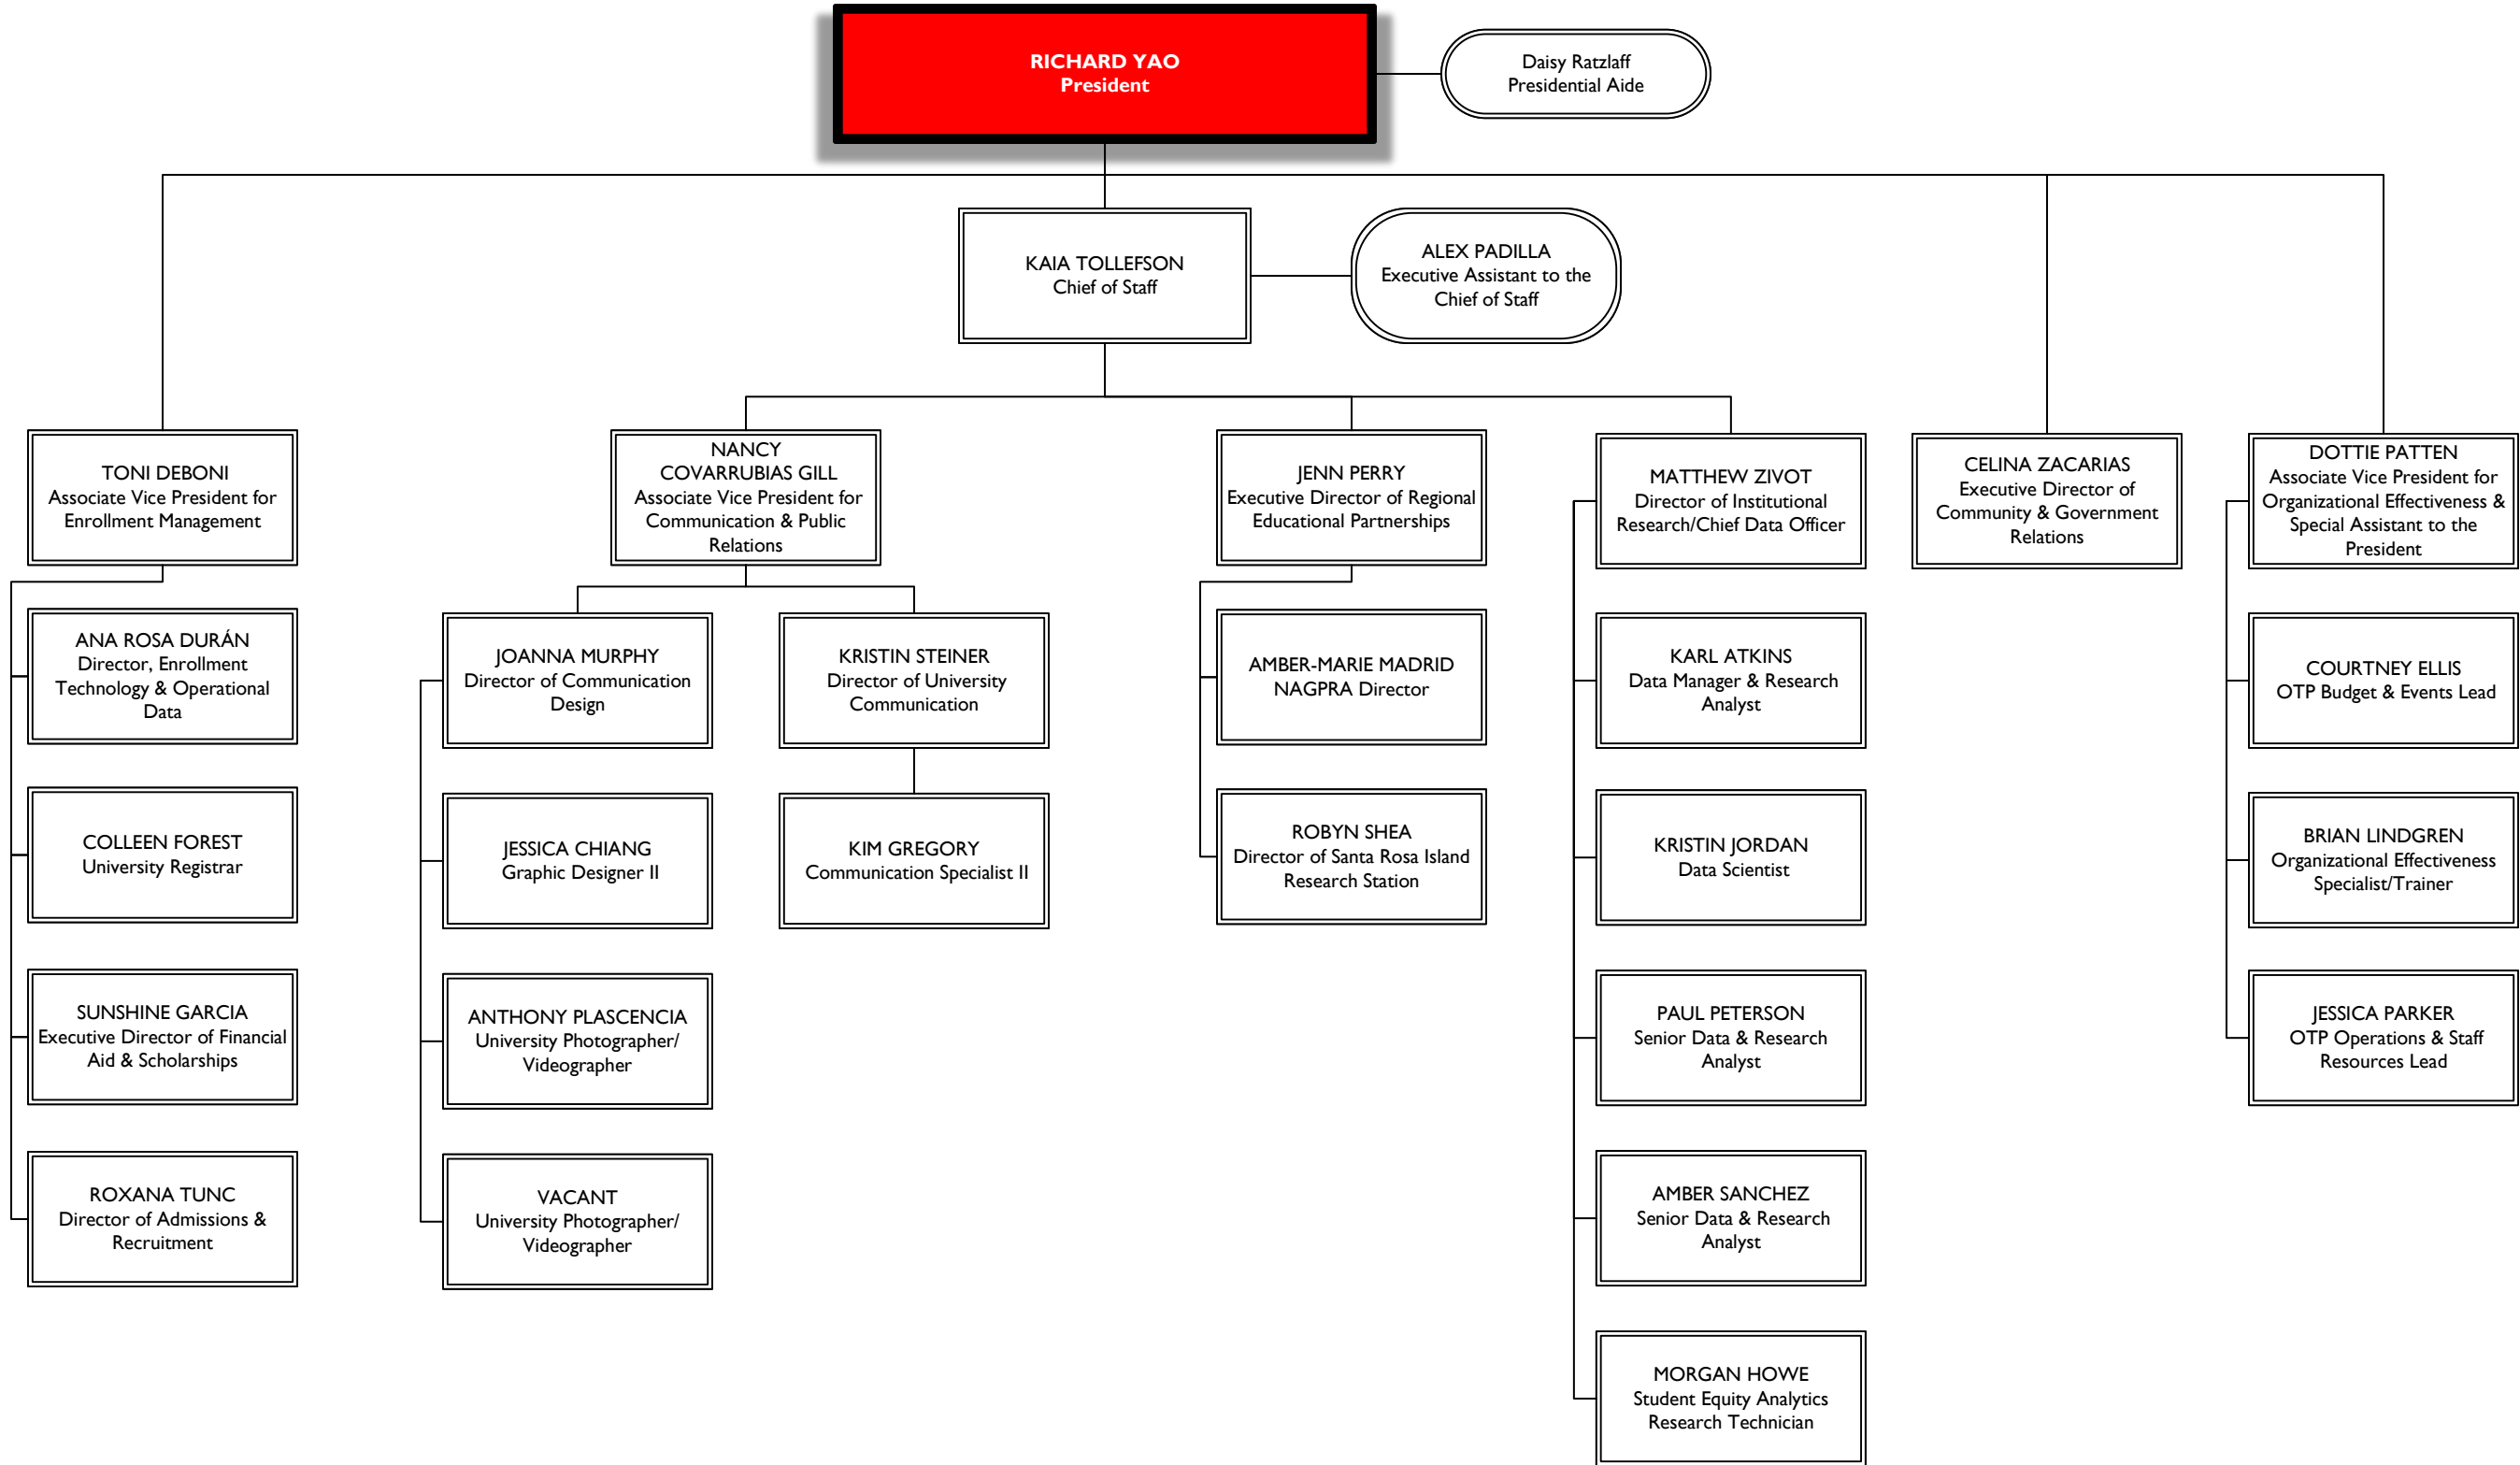 RICHARD YAO
President
Daisy Ratzlaff
Presidential Aide
KAIA TOLLEFSON
Chief of Staff
ALEX PADILLA
Executive Assistant to the
Chief of Staff
TONI DEBONI
Associate Vice President for
Enrollment Management
NANCY
COVARRUBIAS GILL
Associate Vice President for
Communication & Public
Relations
JENN PERRY
Executive Director of Regional
Educational Partnerships
MATTHEW ZIVOT
Director of Institutional
Research/Chief Data Officer
CELINA ZACARIAS
Executive Director of
Community & Government
Relations
DOTTIE PATTEN
Associate Vice President for
Organizational Effectiveness &
Special Assistant to the
President
ANA ROSA DURÁN
Director, Enrollment
Technology & Operational
Data
JOANNA MURPHY
Director of Communication
Design
KRISTIN STEINER
Director of University
Communication
AMBER-MARIE MADRID
NAGPRA Director
KARL ATKINS
Data Manager & Research
Analyst
COURTNEY ELLIS
OTP Budget & Events Lead
COLLEEN FOREST
University Registrar
JESSICA CHIANG
Graphic Designer II
KIM GREGORY
Communication Specialist II
ROBYN SHEA
Director of Santa Rosa Island
Research Station
KRISTIN JORDAN
Data Scientist
BRIAN LINDGREN
Organizational Effectiveness
Specialist/Trainer
SUNSHINE GARCIA
Executive Director of Financial
Aid & Scholarships
ANTHONY PLASCENCIA
University Photographer/
Videographer
PAUL PETERSON
Senior Data & Research
Analyst
JESSICA PARKER
OTP Operations & Staff
Resources Lead
ROXANA TUNC
Director of Admissions &
Recruitment
VACANT
University Photographer/
Videographer
AMBER SANCHEZ
Senior Data & Research
Analyst
MORGAN HOWE
Student Equity Analytics
Research Technician